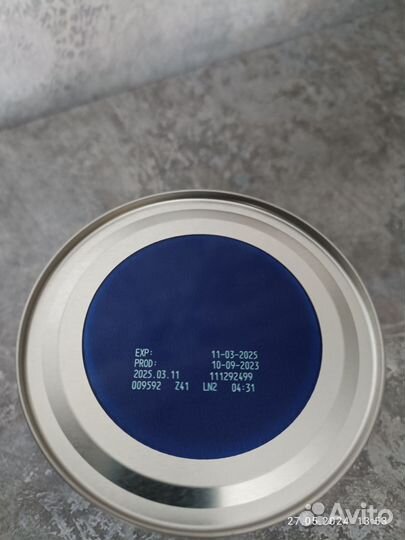 EXP: 11-03-2025
PROD: 10-09-2023
2025.03.11 111292499
009592 Z41 LN2 04:31
Avito
27.05.2024 13:53